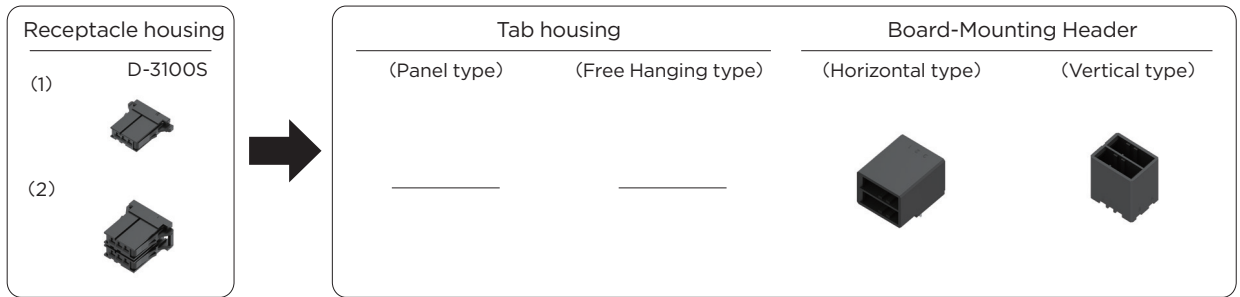 Receptacle housing
(1)
D-3100S
(2)
Tab housing
(Panel type)
(Free Hanging type)
Board-Mounting Header
(Horizontal type)
(Vertical type)